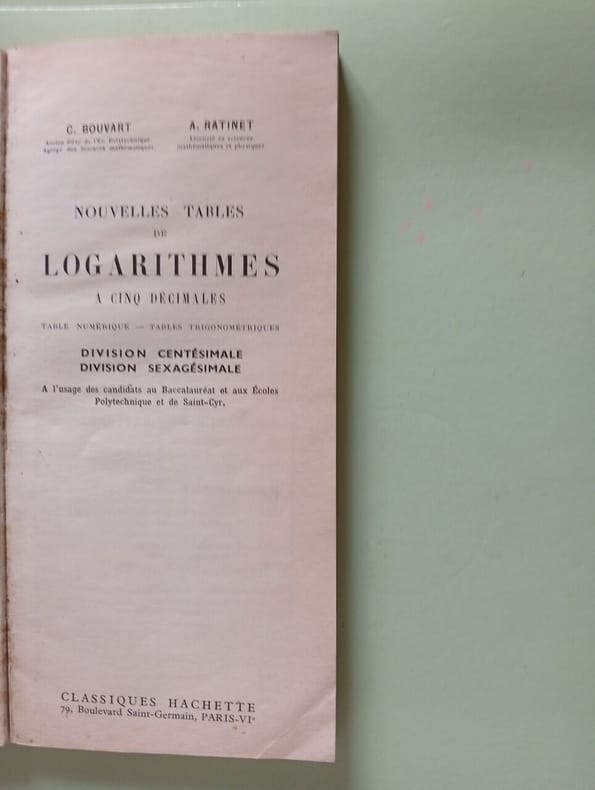 C. BOUVART
Ancien Élève de l'Éc. Polytechnique
Agrégé des Sciences mathématiques
A. RATINET
Licencié ès sciences,
mathématiques et physiques
NOUVELLES TABLES
DE
LOGARITHMES
A CINQ DÉCIMALES
TABLE NUMÉRIQUE — TABLES TRIGONOMÉTRIQUES
DIVISION CENTÉSIMALE
DIVISION SEXAGÉSIMALE
A l'usage des candidats au Baccalauréat et aux Écoles
Polytechnique et de Saint-Cyr.
CLASSIQUES HACHETTE
79, Boulevard Saint-Germain, PARIS-VIe